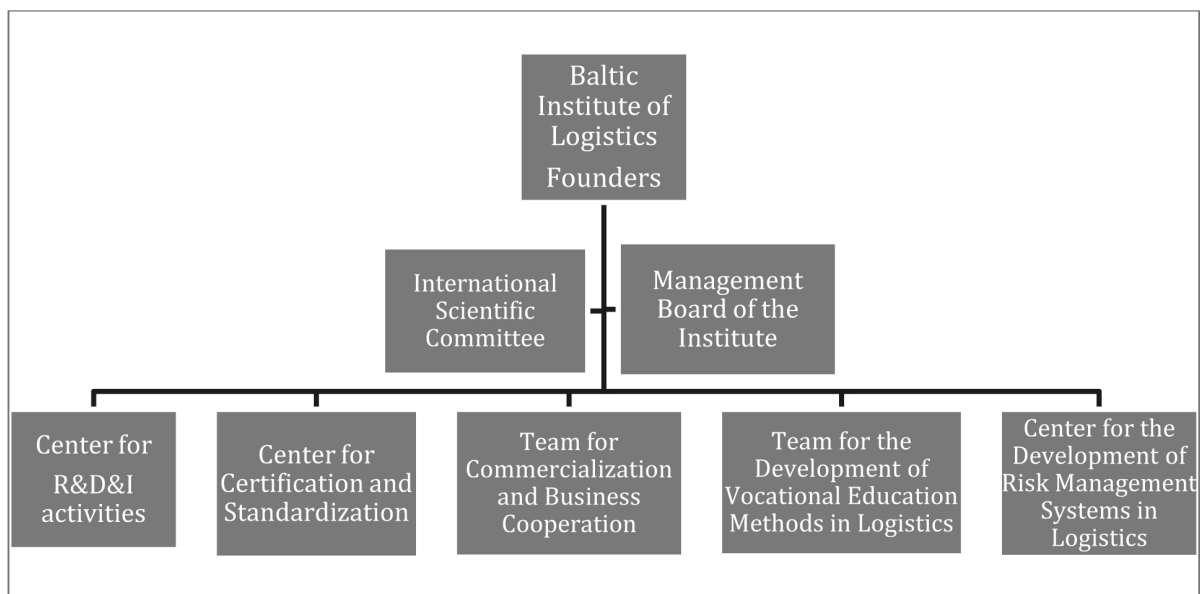 Baltic
Institute of
Logistics
Founders
International
Scientific
Committee
Management
Board of the
Institute
Center for
R&D&I
activities
Center for
Certification and
Standardization
Team for
Commercialization
and Business
Cooperation
Team for the
Development of
Vocational Education
Methods in Logistics
Center for the
Development of
Risk Management
Systems in
Logistics